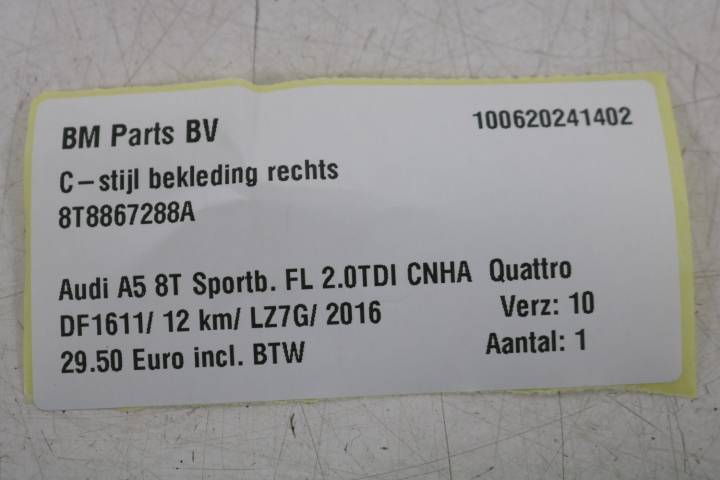 BM Parts BV 100620241402
C-stijl bekleding rechts
8T8867288A
Audi A5 8T Sportb. FL 2.0TDI CNHA Quattro
DF1611/ 12 km/ LZ7G/ 2016 Verz: 10
29.50 Euro incl. BTW Aantal: 1